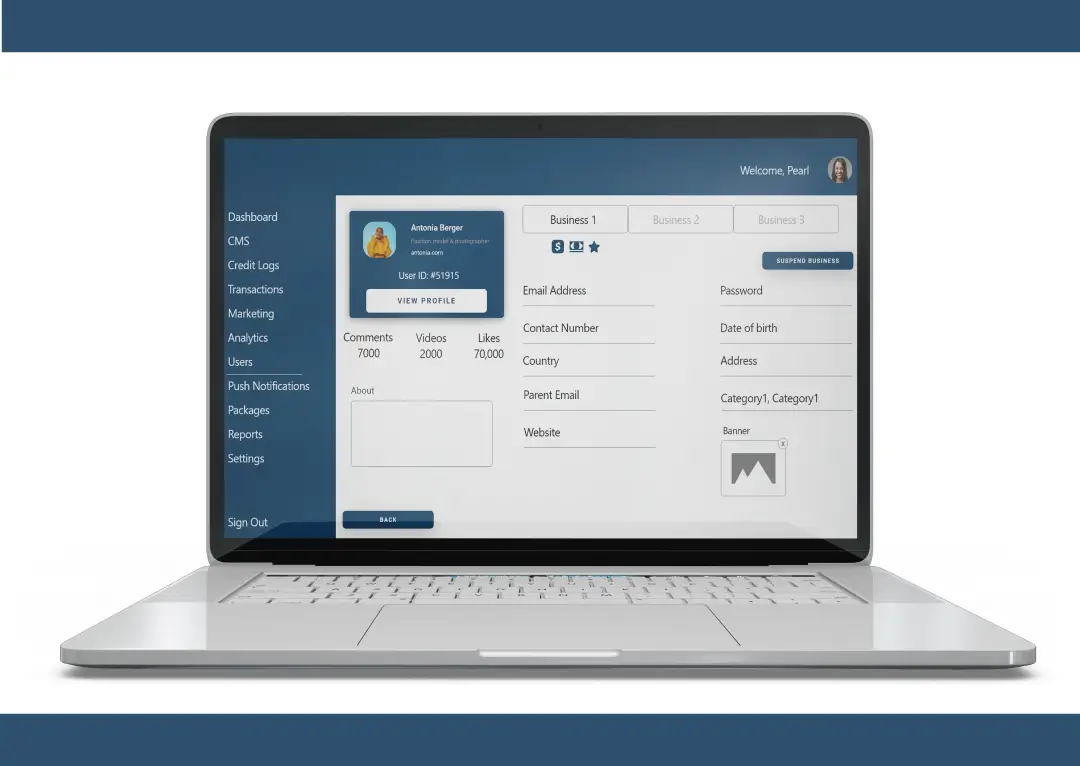 Welcome, Pearl
Dashboard
CMS
Credit Logs
Transactions
Marketing
Analytics
Users
Push Notifications
Packages
Reports
Settings
Sign Out
Antonia Berger
Fashion model & photographer
antonia.com
User ID: #51915
VIEW PROFILE
Comments Videos Likes
7000 2000 70,000
About
BACK
Business 1 Business 2 Business 3
SUSPEND BUSINESS
Email Address Password
Contact Number Date of birth
Country Address
Parent Email Category1, Category1
Website Banner
X